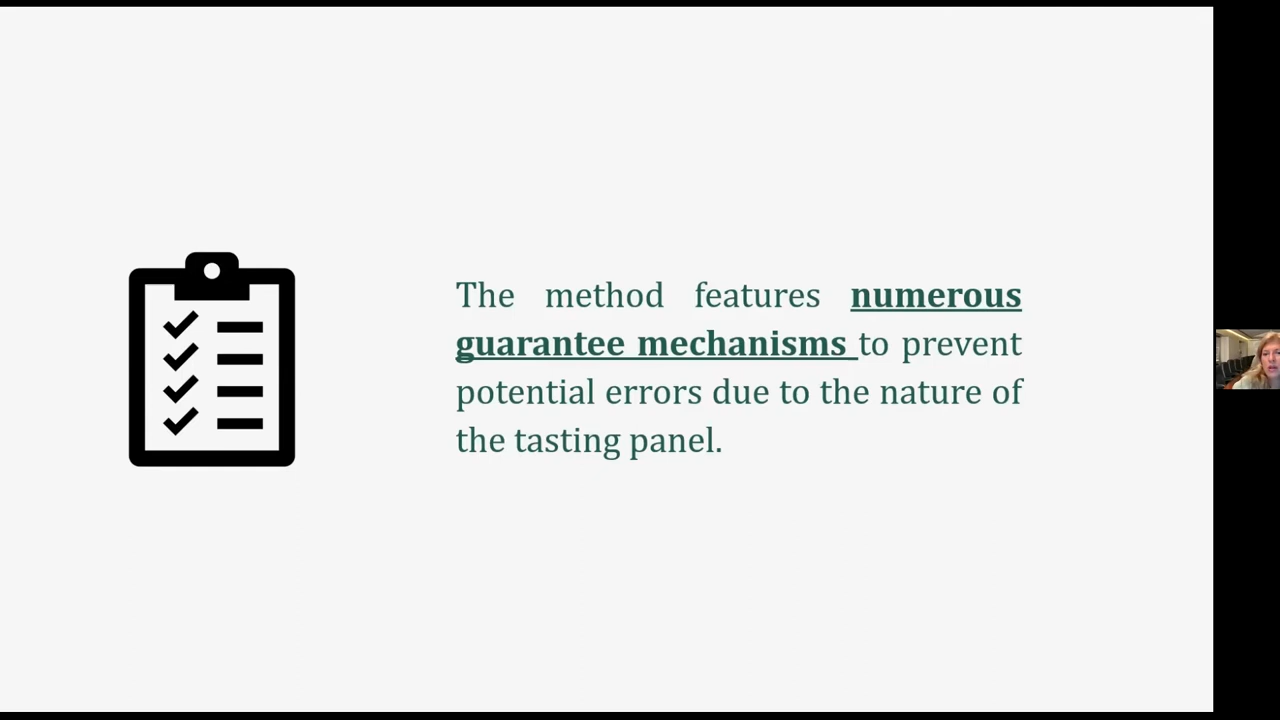 The method features numerous
guarantee mechanisms to prevent
potential errors due to the nature of
the tasting panel.